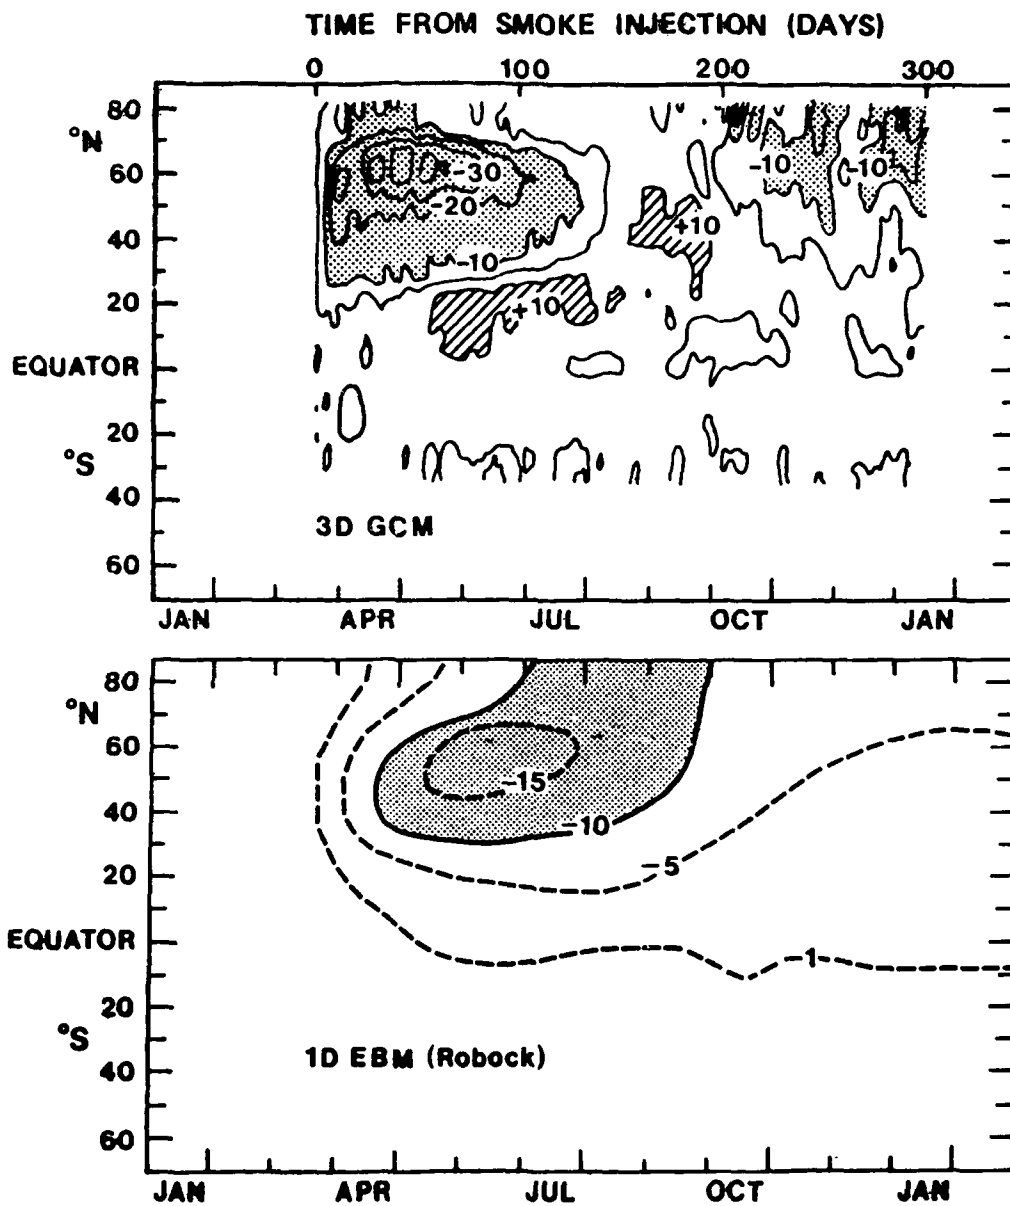 TIME FROM SMOKE INJECTION (DAYS)
0 100 200 300
80
°N
60
40
20
EQUATOR
20
°S
40
60
-30
-20
-10
+10
+10
-10
-10
3D GCM
JAN APR JUL OCT JAN
80
°N
60
40
20
EQUATOR
20
°S
40
60
-15
-10
-5
1
1D EBM (Robock)
JAN APR JUL OCT JAN